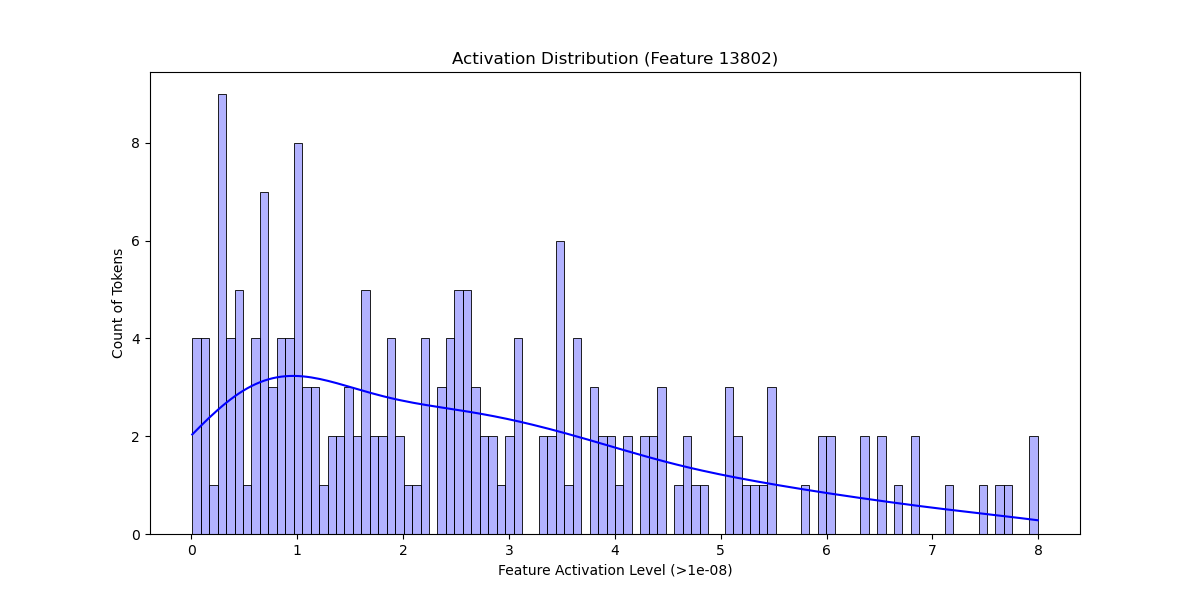 Activation Distribution (Feature 13802)
Count of Tokens
8
6
4
2
0
0 1 2 3 4 5 6 7 8
Feature Activation Level (>1e-08)